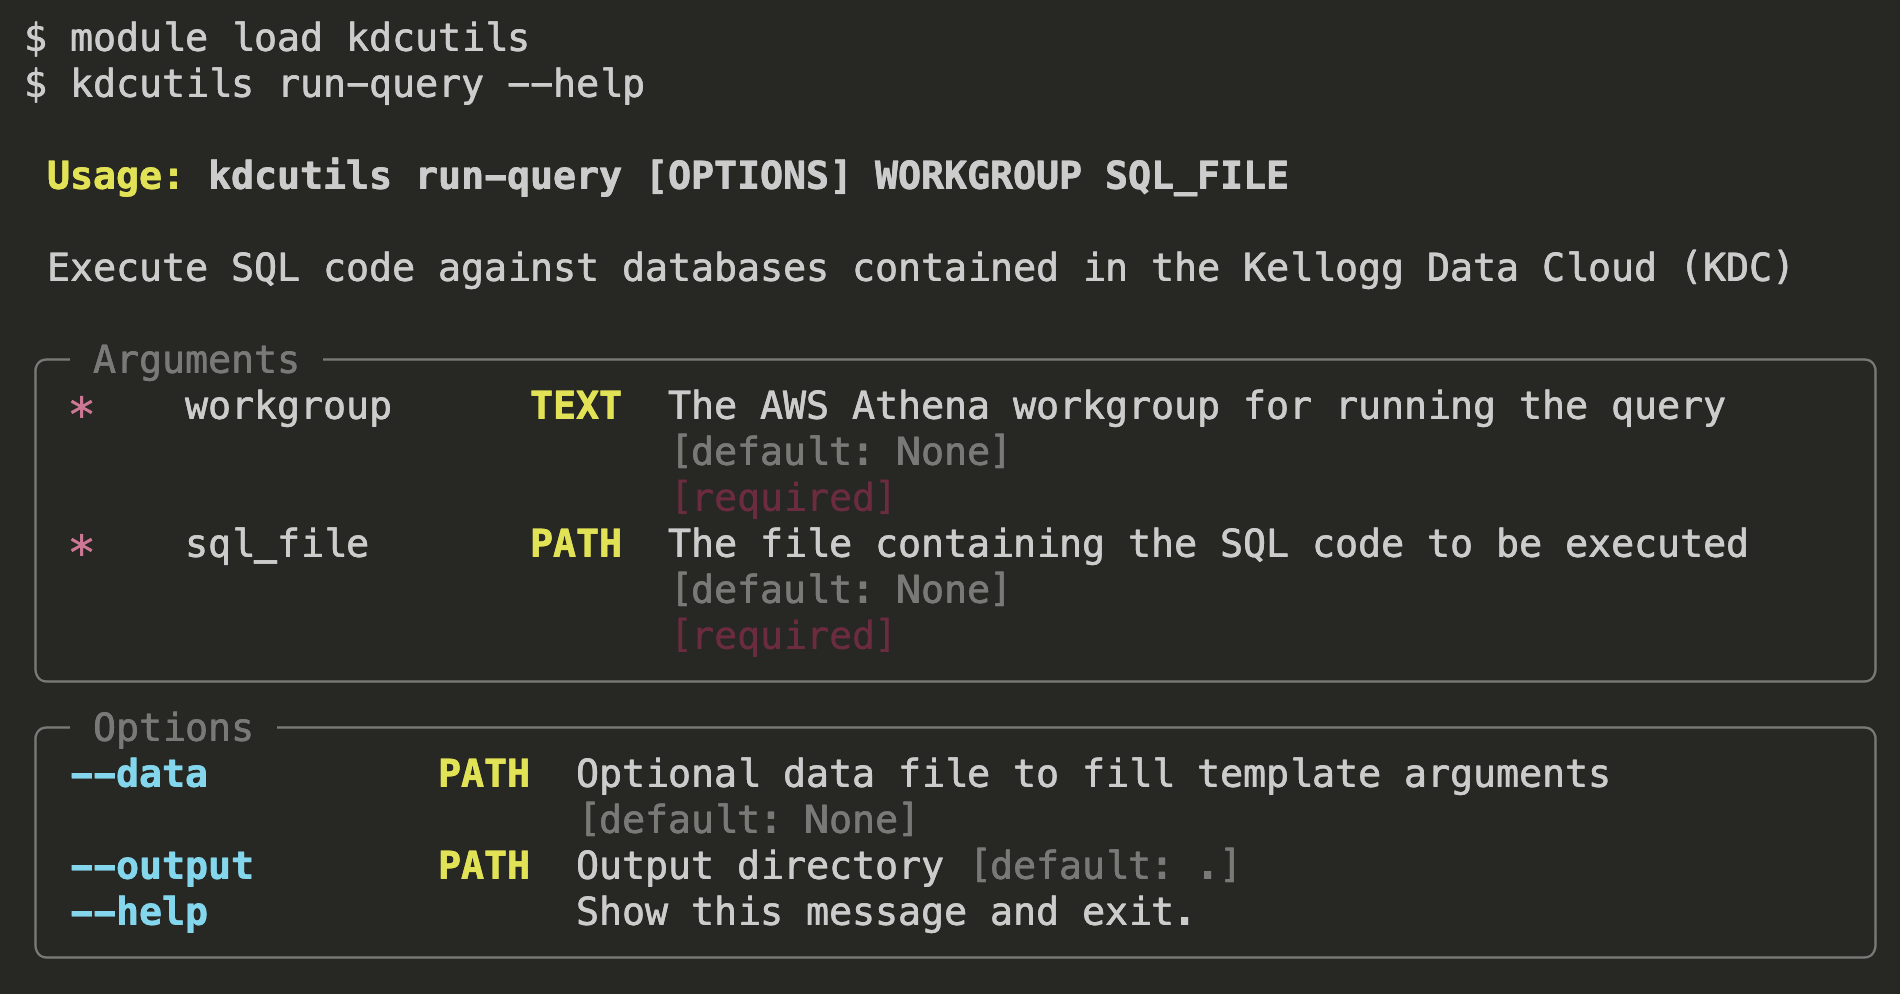 $ module load kdcutils
$ kdcutils run-query --help
Usage: kdcutils run-query [OPTIONS] WORKGROUP SQL_FILE
Execute SQL code against databases contained in the Kellogg Data Cloud (KDC)
Arguments
* workgroup TEXT The AWS Athena workgroup for running the query
[default: None]
[required]
* sql_file PATH The file containing the SQL code to be executed
[default: None]
[required]
Options
--data PATH Optional data file to fill template arguments
[default: None]
--output PATH Output directory [default: .]
--help Show this message and exit.